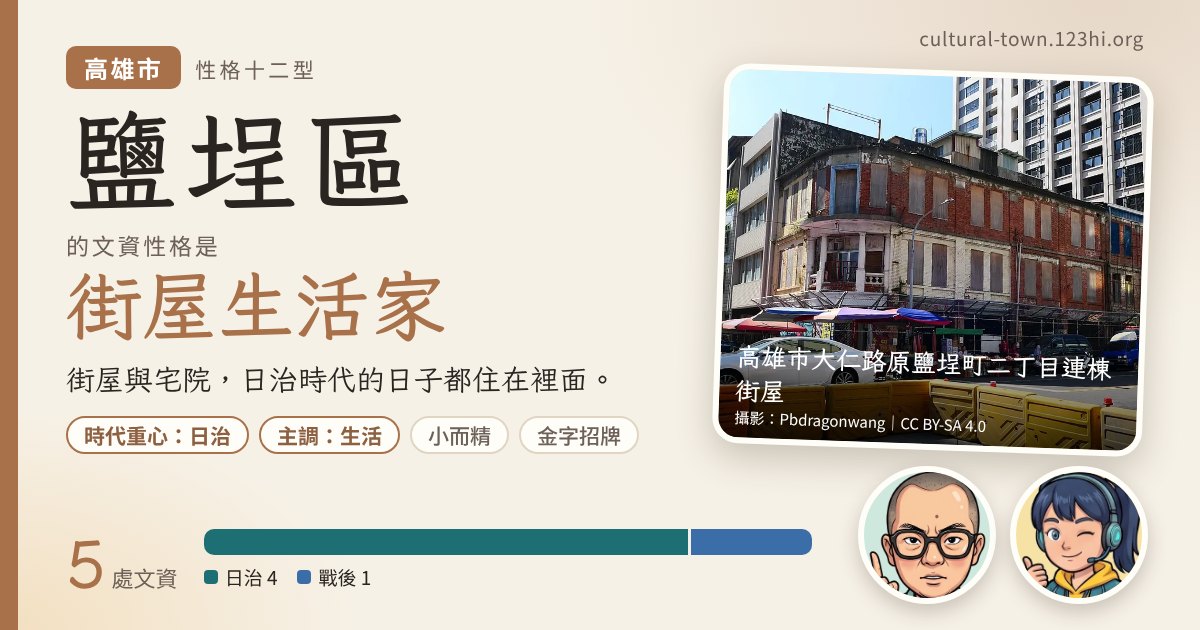 cultural-town.123hi.org
高雄市 性格十二型
鹽埕區
的文資性格是
街屋生活家
街屋與宅院，日治時代的日子都住在裡面。
時代重心：日治 主調：生活 小而精 金字招牌
高雄市大仁路原鹽埕町二丁目連棟
街屋
攝影：Pbdragonwang｜CC BY-SA 4.0
5 處文資
日治 4 戰後 1